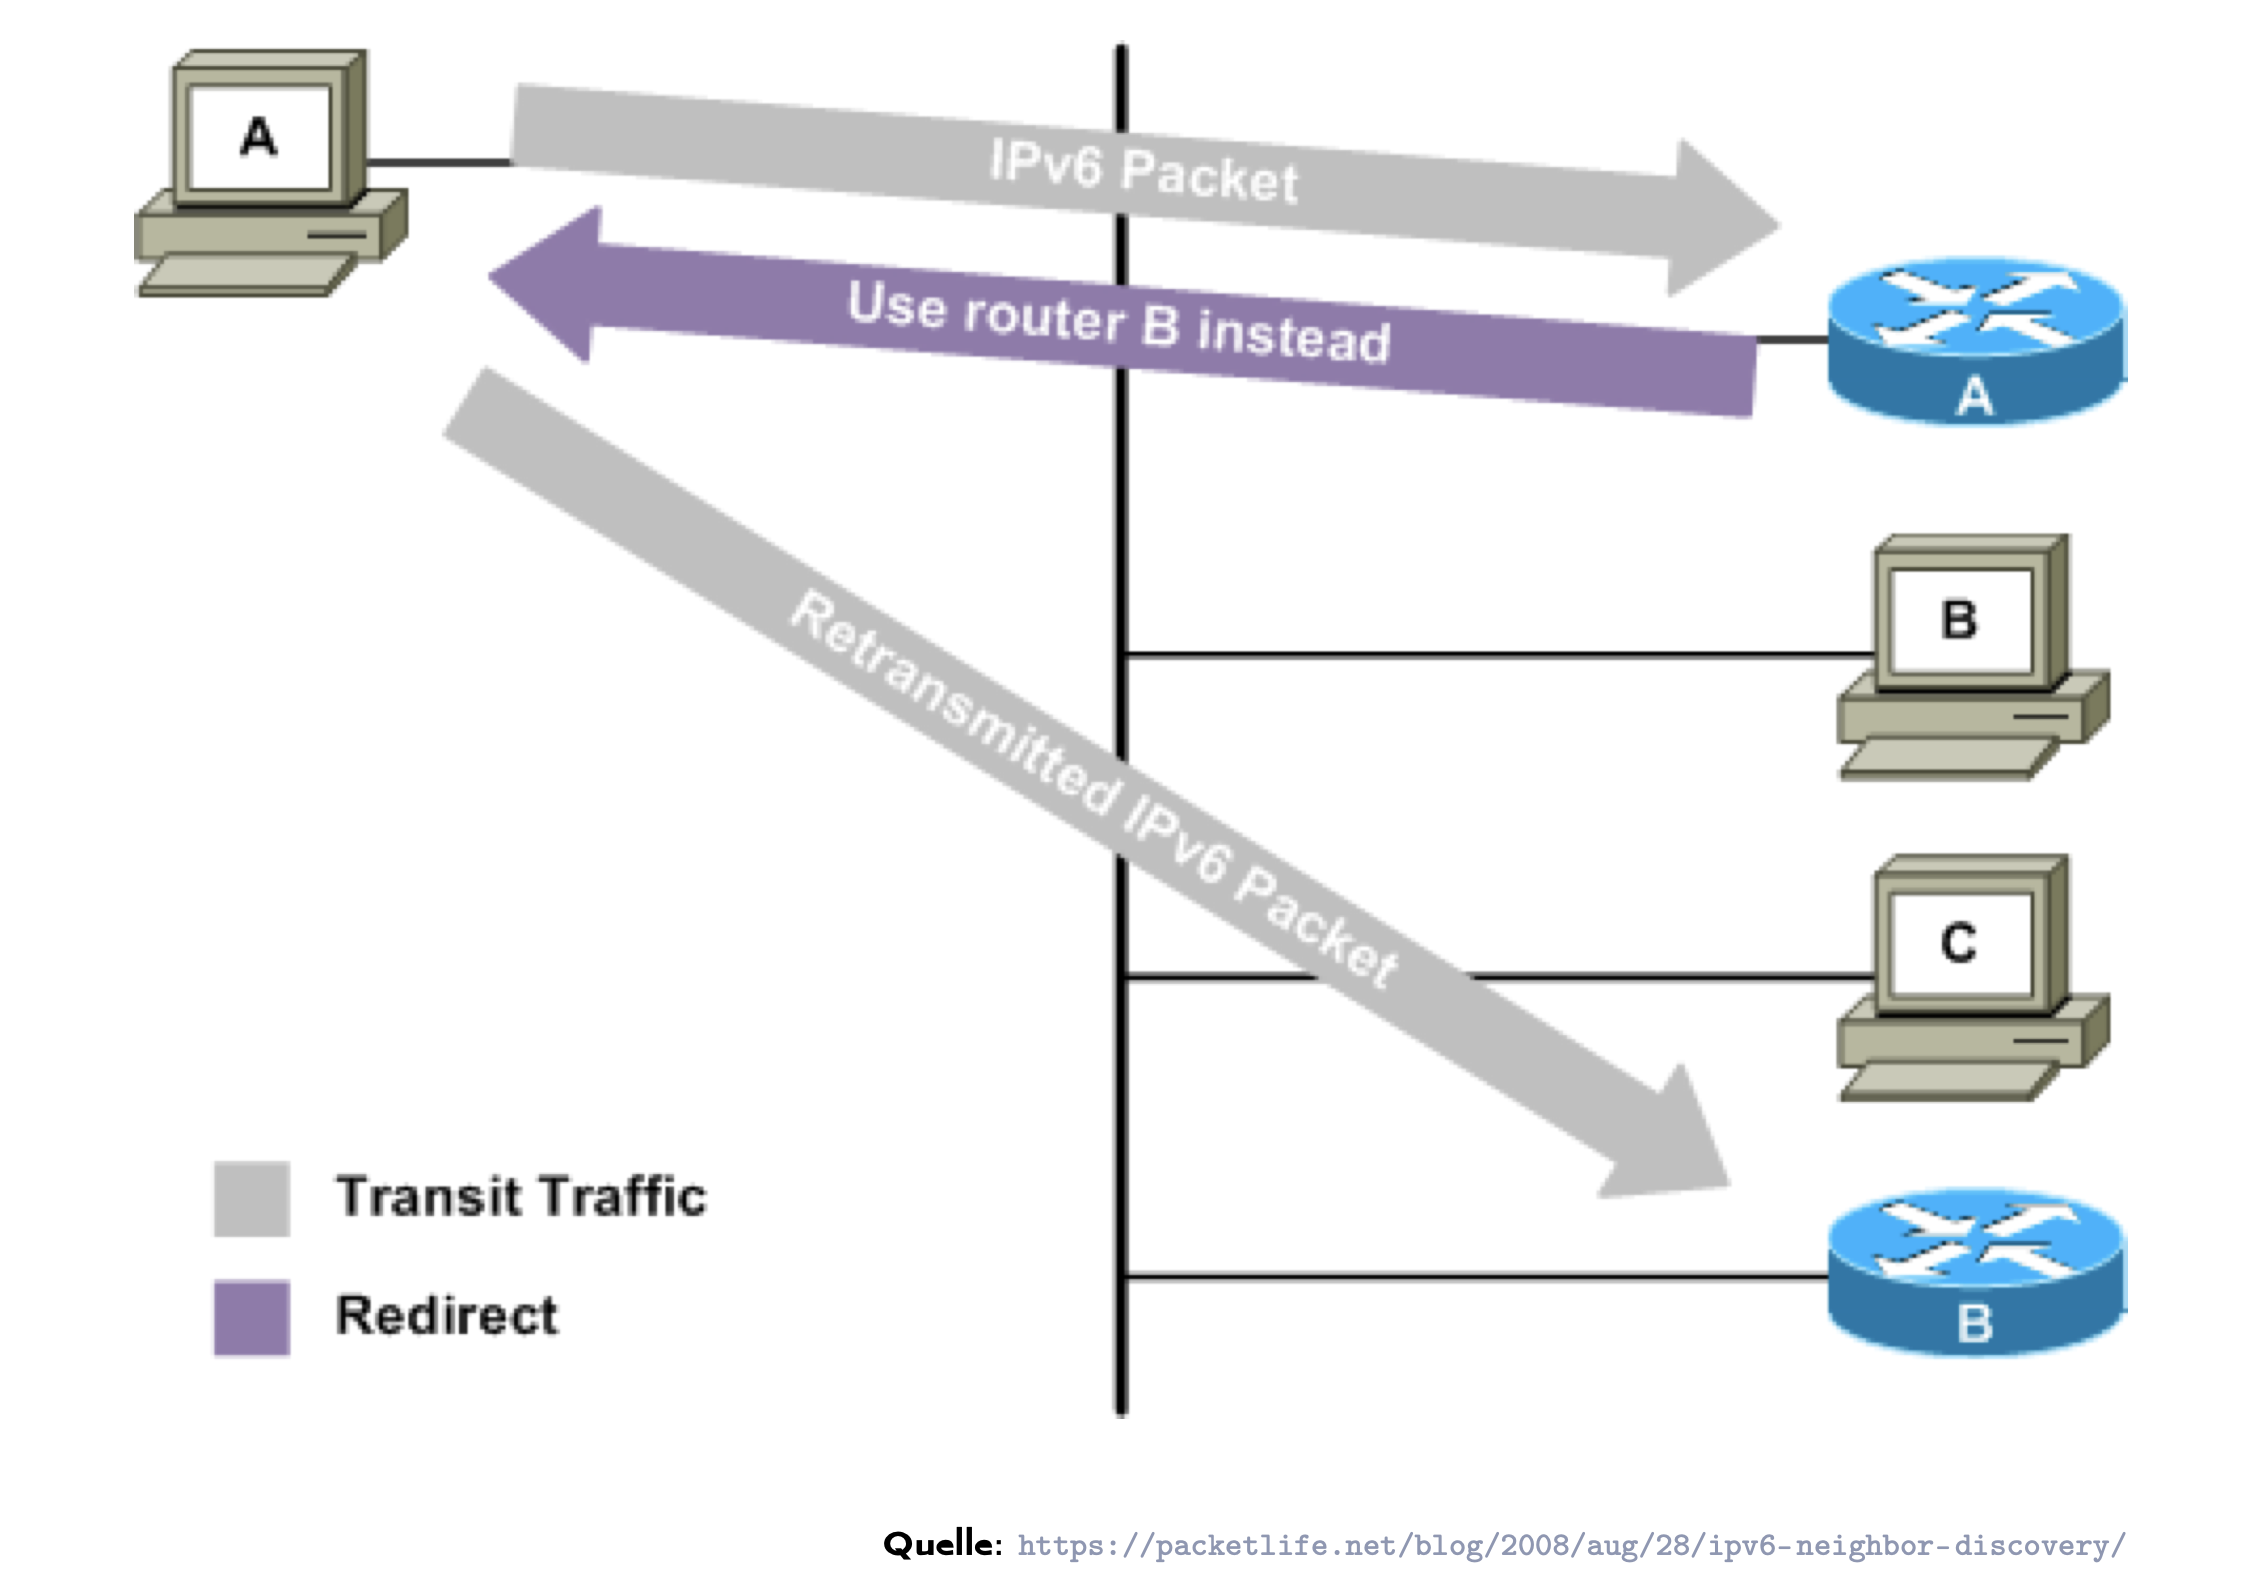 A
IPv6 Packet
Use router B instead
A
B
Retransmitted IPv6 Packet
C
Transit Traffic
Redirect
B
Quelle: https://packetlife.net/blog/2008/aug/28/ipv6-neighbor-discovery/